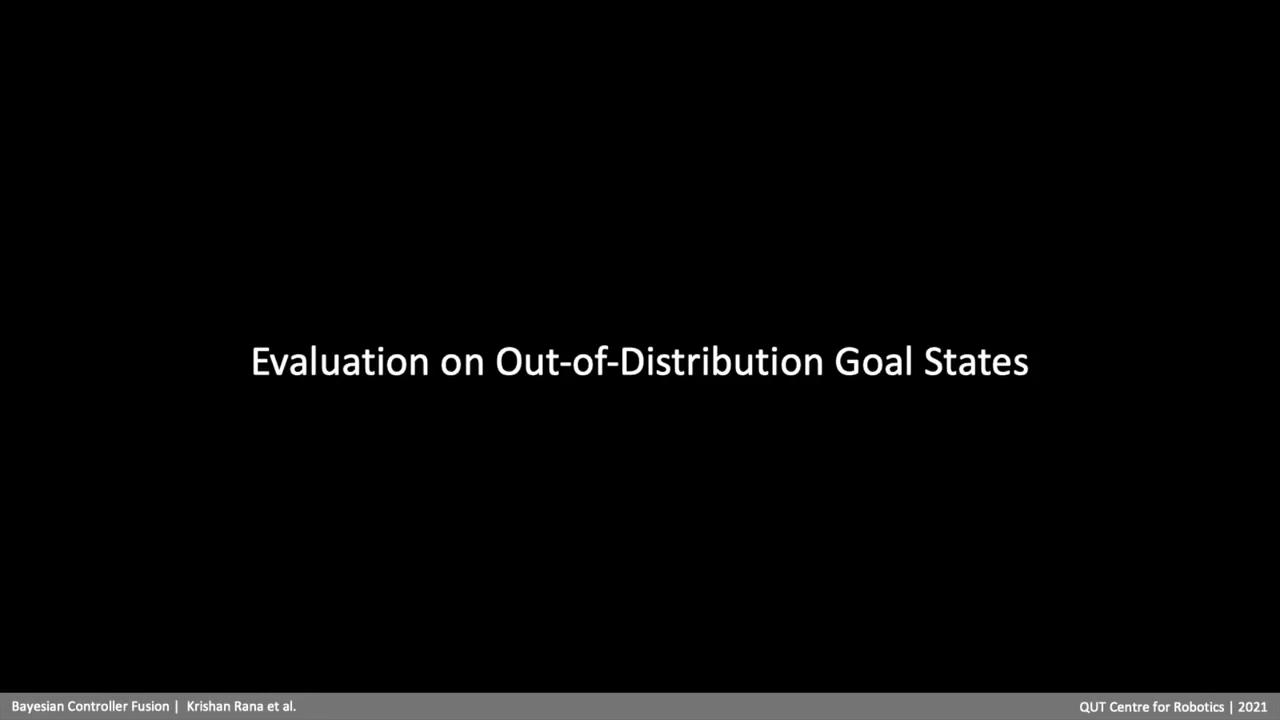 Evaluation on Out-of-Distribution Goal States
Bayesian Controller Fusion | Krishan Rana et al.
QUT Centre for Robotics | 2021